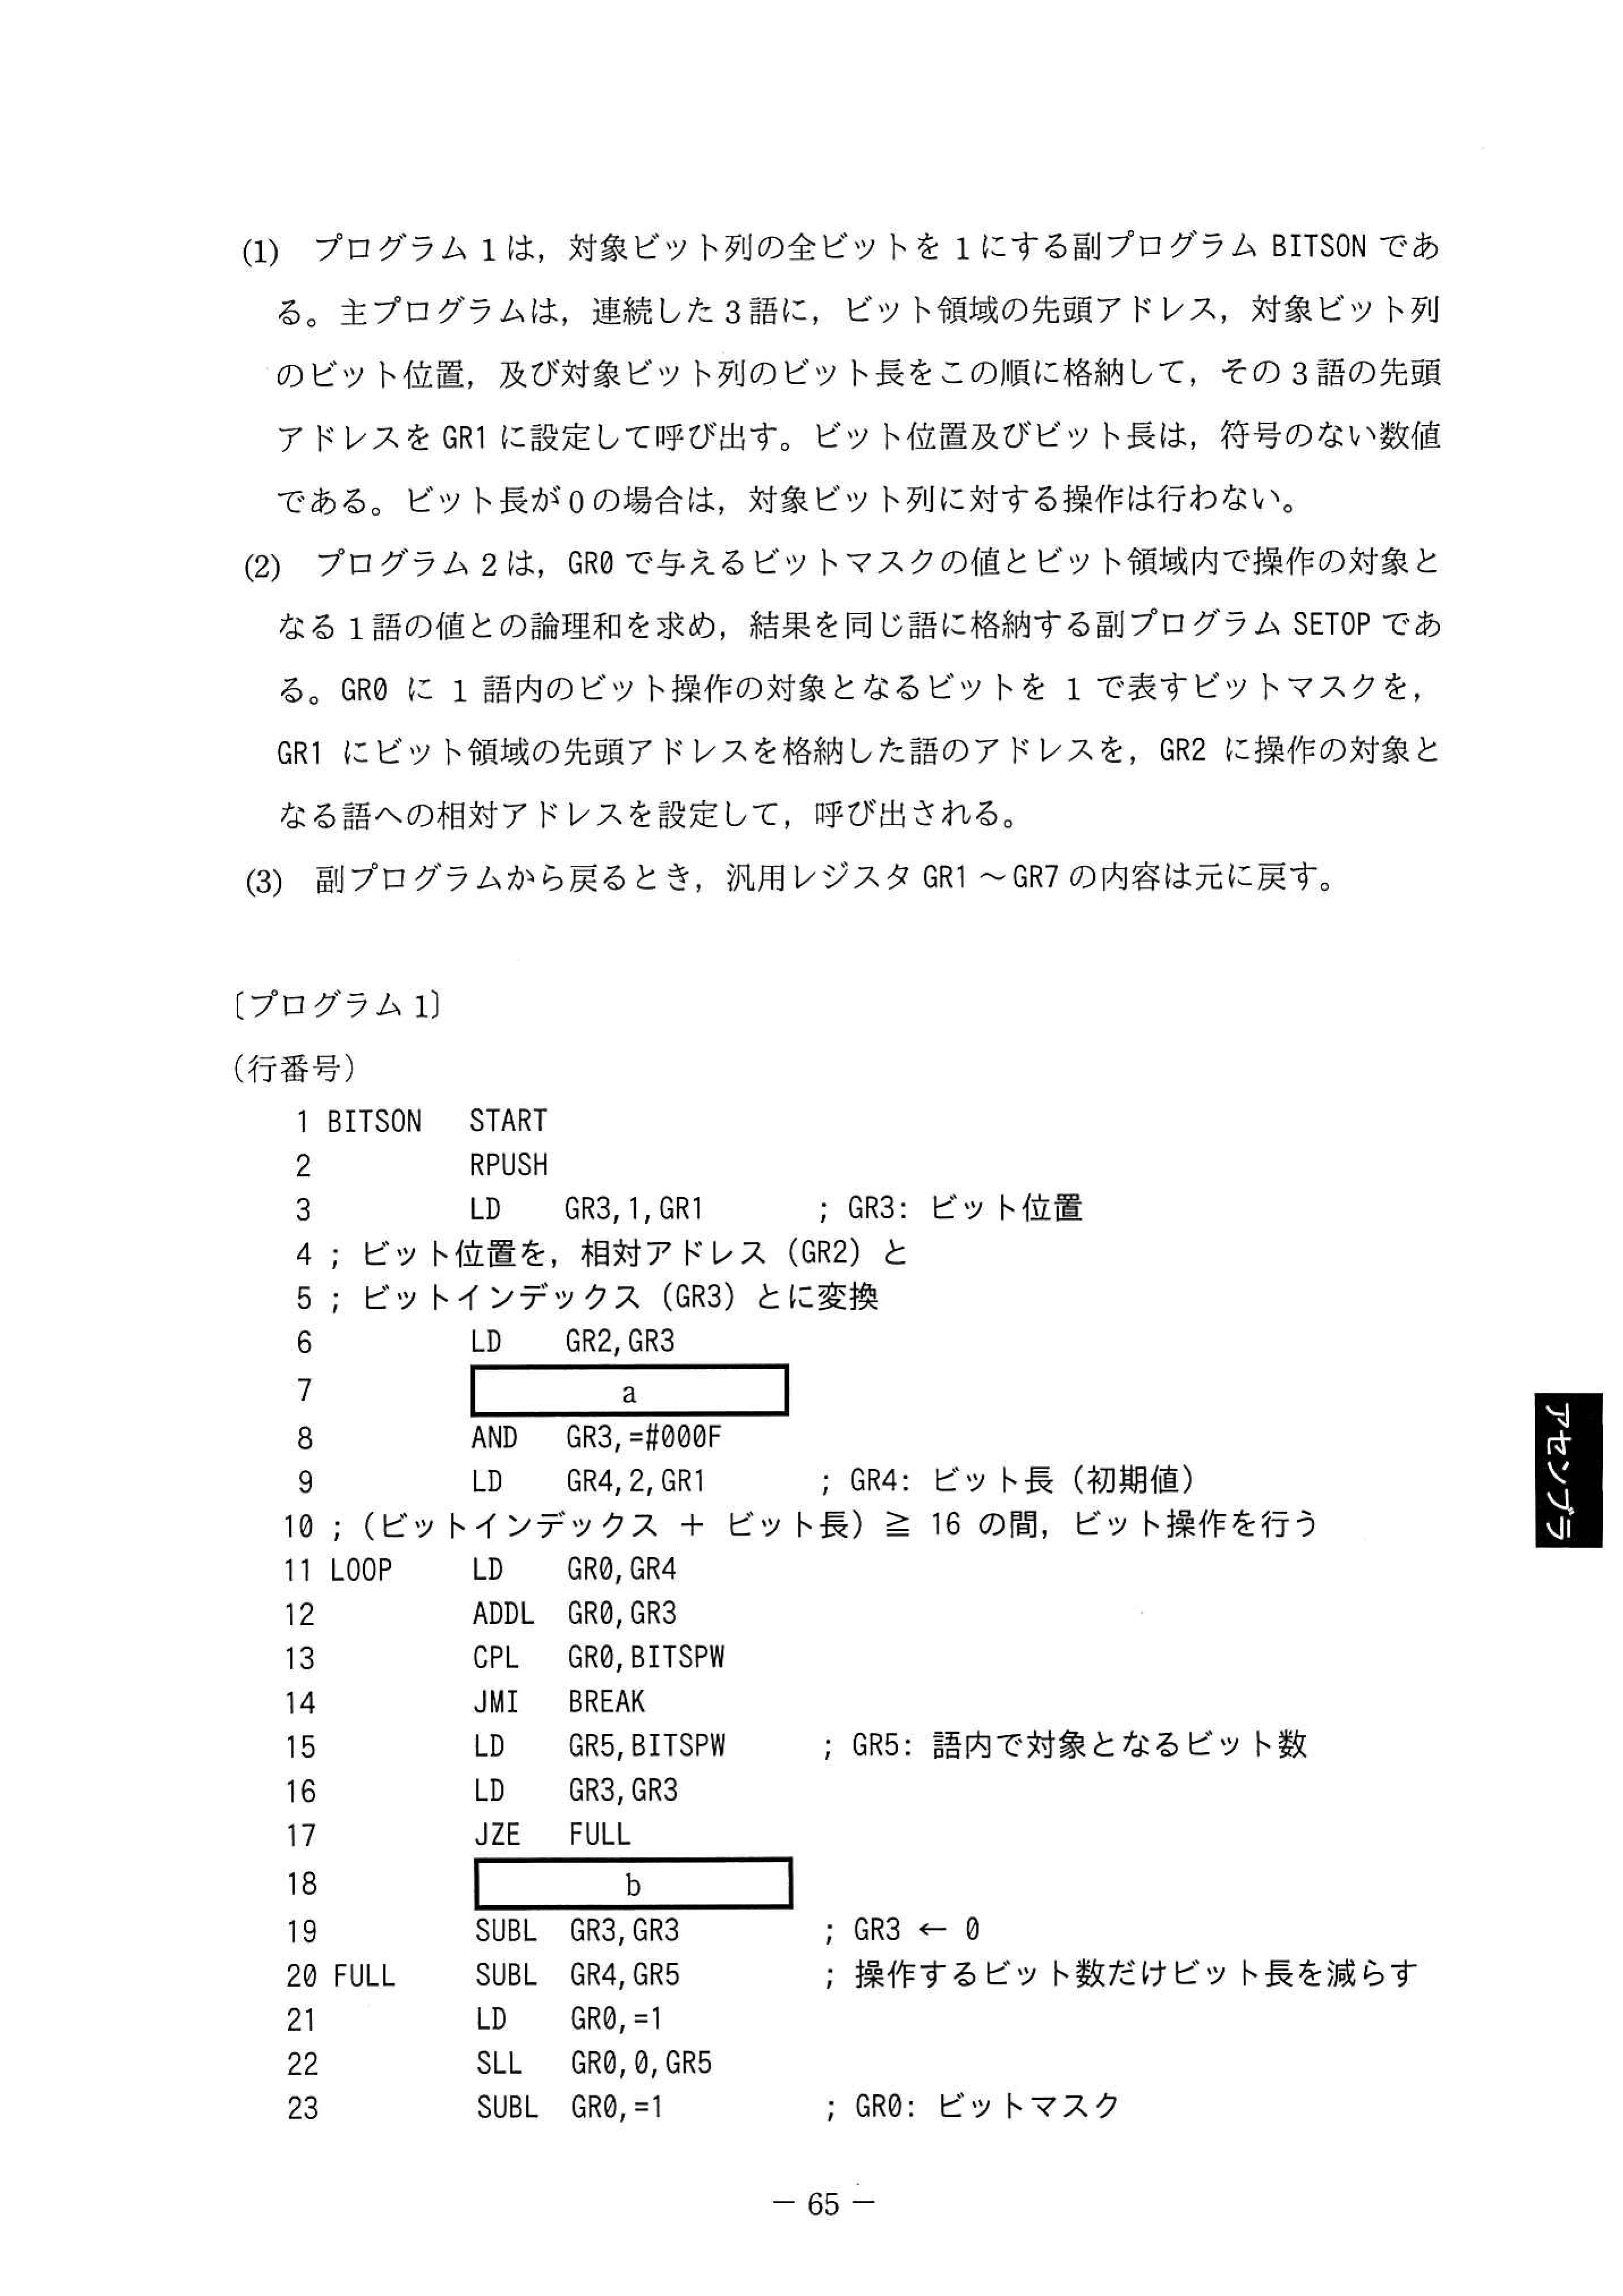 (1) プログラム 1 は，対象ビット列の全ビットを 1 にする副プログラム BITSON であ
る。主プログラムは，連続した 3 語に，ビット領域の先頭アドレス，対象ビット列
のビット位置，及び対象ビット列のビット長をこの順に格納して，その 3 語の先頭
アドレスを GR1 に設定して呼び出す。ビット位置及びビット長は，符号のない数値
である。ビット長が 0 の場合は，対象ビット列に対する操作は行わない。
(2) プログラム 2 は，GR0 で与えるビットマスクの値とビット領域内で操作の対象と
なる 1 語の値との論理和を求め，結果を同じ語に格納する副プログラム SETOP であ
る。GR0 に 1 語内のビット操作の対象となるビットを 1 で表すビットマスクを，
GR1 にビット領域の先頭アドレスを格納した語のアドレスを，GR2 に操作の対象と
なる語への相対アドレスを設定して，呼び出される。
(3) 副プログラムから戻るとき，汎用レジスタ GR1 ～ GR7 の内容は元に戻す。
〔プログラム 1〕
（行番号）
1 BITSON START
2 RPUSH
3 LD GR3,1,GR1 ; GR3: ビット位置
4 ; ビット位置を，相対アドレス（GR2）と
5 ; ビットインデックス（GR3）とに変換
6 LD GR2,GR3
7 a
8 AND GR3,=#000F
9 LD GR4,2,GR1 ; GR4: ビット長（初期値）
10 ;（ビットインデックス ＋ ビット長）≧ 16 の間，ビット操作を行う
11 LOOP LD GR0,GR4
12 ADDL GR0,GR3
13 CPL GR0,BITSPW
14 JMI BREAK
15 LD GR5,BITSPW ; GR5: 語内で対象となるビット数
16 LD GR3,GR3
17 JZE FULL
18 b
19 SUBL GR3,GR3 ; GR3 ← 0
20 FULL SUBL GR4,GR5 ; 操作するビット数だけビット長を減らす
21 LD GR0,=1
22 SLL GR0,0,GR5
23 SUBL GR0,=1 ; GR0: ビットマスク
アセンブラ
－ 65 －